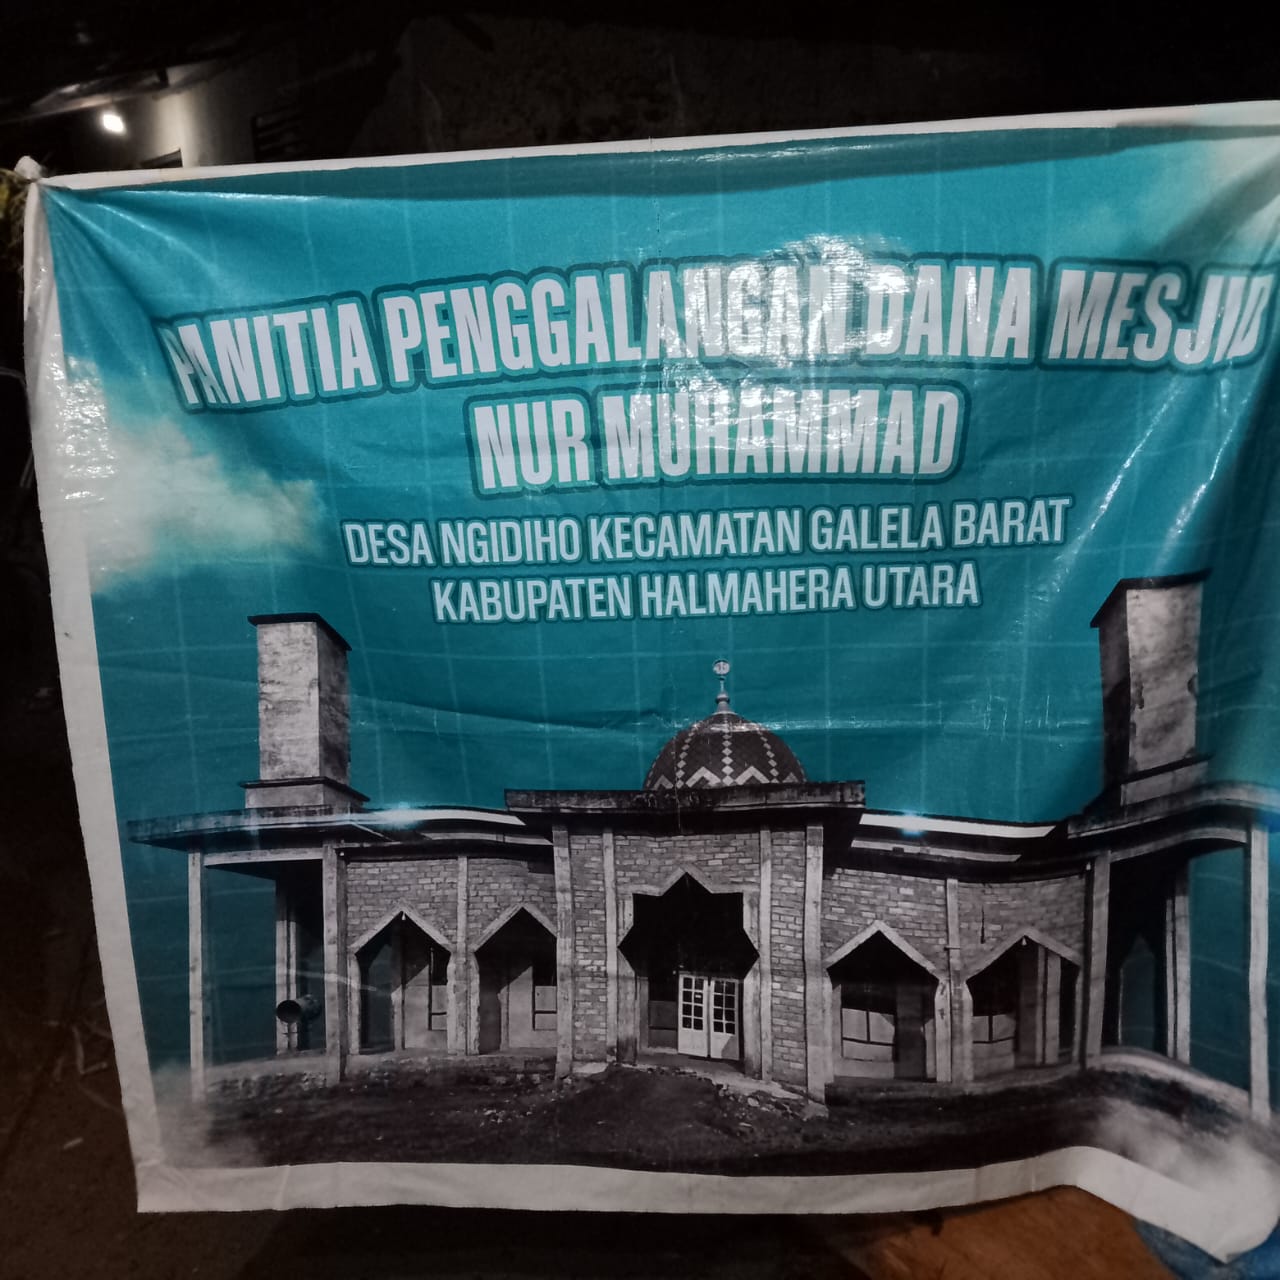 PANITIA PENGGALANGAN DANA MESJID
NUR MUHAMMAD
DESA NGIDIHO KECAMATAN GALELA BARAT
KABUPATEN HALMAHERA UTARA